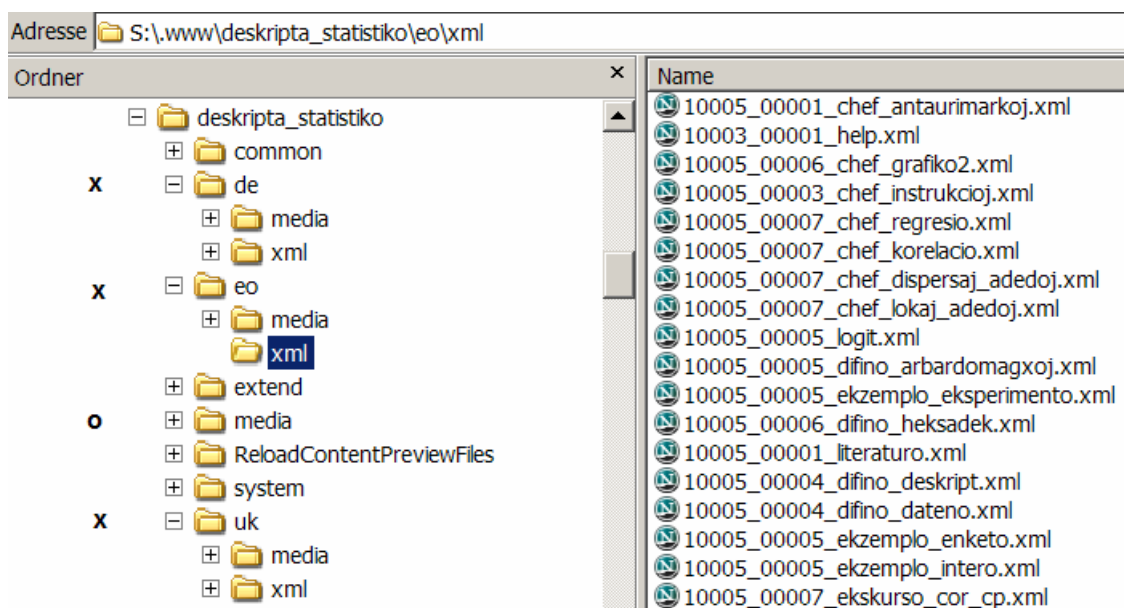 Adresse S:\.www\deskripta_statistiko\eo\xml
Ordner ×
deskripta_statistiko
common
x de
media
xml
x eo
media
xml
extend
o media
ReloadContentPreviewFiles
system
x uk
media
xml
Name
10005_00001_chef_antaurimarkoj.xml
10003_00001_help.xml
10005_00006_chef_grafiko2.xml
10005_00003_chef_instrukcioj.xml
10005_00007_chef_regresio.xml
10005_00007_chef_korelacio.xml
10005_00007_chef_dispersaj_adedoj.xml
10005_00007_chef_lokaj_adedoj.xml
10005_00005_logit.xml
10005_00005_difino_arbardomagxoj.xml
10005_00005_ekzemplo_eksperimento.xml
10005_00006_difino_heksadek.xml
10005_00001_literaturo.xml
10005_00004_difino_deskript.xml
10005_00004_difino_dateno.xml
10005_00005_ekzemplo_enketo.xml
10005_00005_ekzemplo_intero.xml
10005_00007_ekskurso_cor_cp.xml